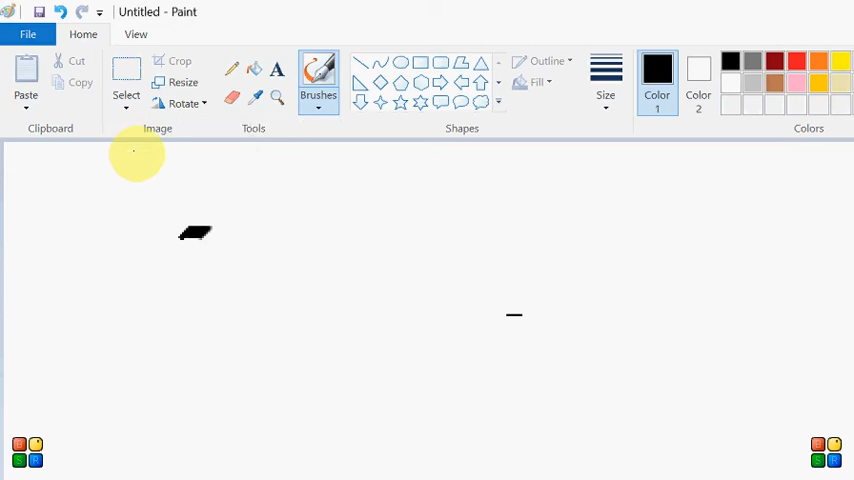 Untitled - Paint
File
Home
View
Paste
Cut
Copy
Clipboard
Select
Crop
Resize
Rotate
Image
A
Tools
Brushes
Outline
Fill
Shapes
Size
Color
1
Color
2
Colors
B
S R
B
S R